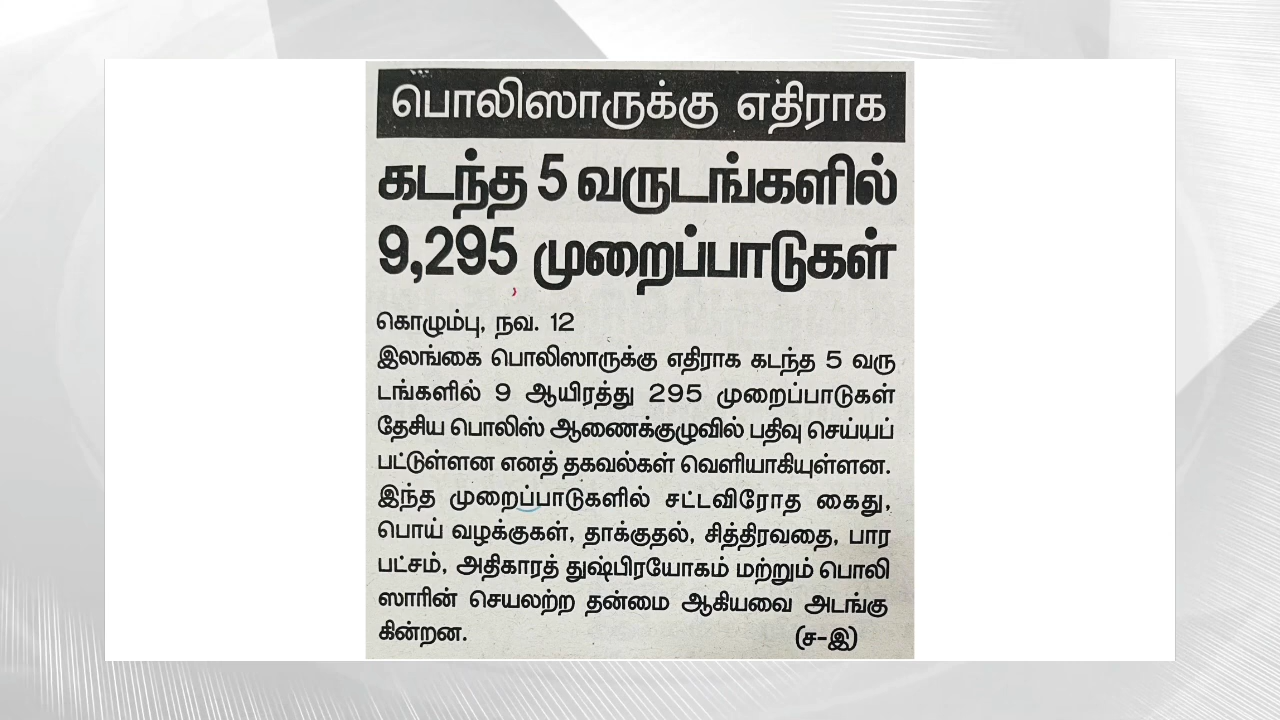 பொலிஸாருக்கு எதிராக
கடந்த 5 வருடங்களில்
9,295 முறைப்பாடுகள்
கொழும்பு, நவ. 12
இலங்கை பொலிஸாருக்கு எதிராக கடந்த 5 வரு
டங்களில் 9 ஆயிரத்து 295 முறைப்பாடுகள்
தேசிய பொலிஸ் ஆணைக்குழுவில் பதிவு செய்யப்
பட்டுள்ளன எனத் தகவல்கள் வெளியாகியுள்ளன.
இந்த முறைப்பாடுகளில் சட்டவிரோத கைது,
பொய் வழக்குகள், தாக்குதல், சித்திரவதை, பார
பட்சம், அதிகாரத் துஷ்பிரயோகம் மற்றும் பொலி
ஸாரின் செயலற்ற தன்மை ஆகியவை அடங்கு
கின்றன. (ச-இ)